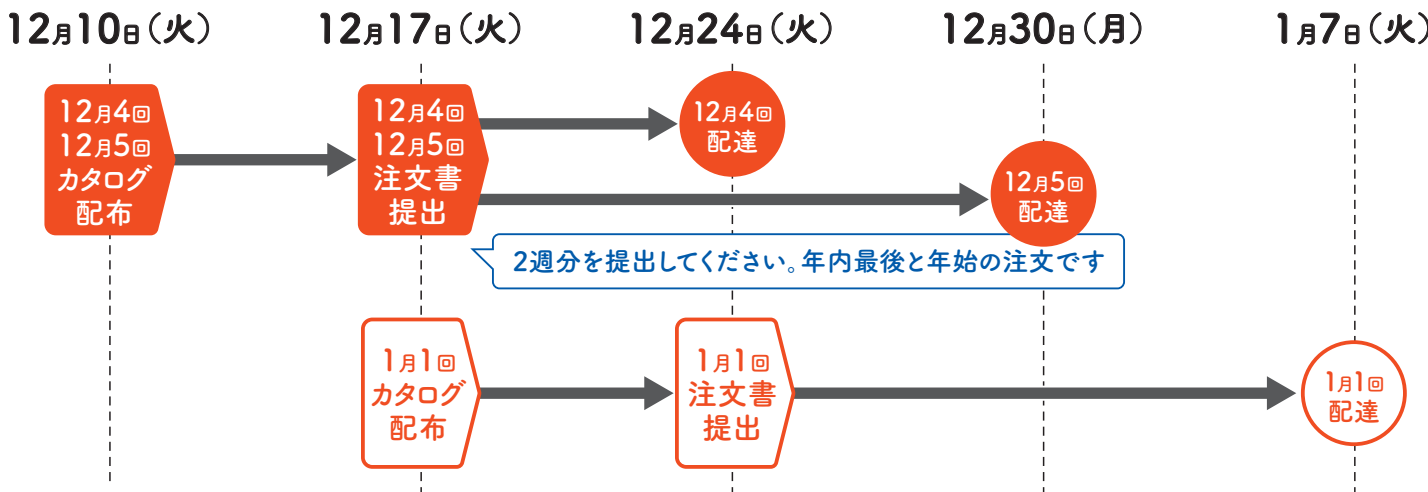 12月10日（火）
12月17日（火）
12月24日（火）
12月30日（月）
1月7日（火）
12月4回
12月5回
カタログ
配布
12月4回
12月5回
注文書
提出
12月4回
配達
12月5回
配達
2週分を提出してください。年内最後と年始の注文です
1月1回
カタログ
配布
1月1回
注文書
提出
1月1回
配達